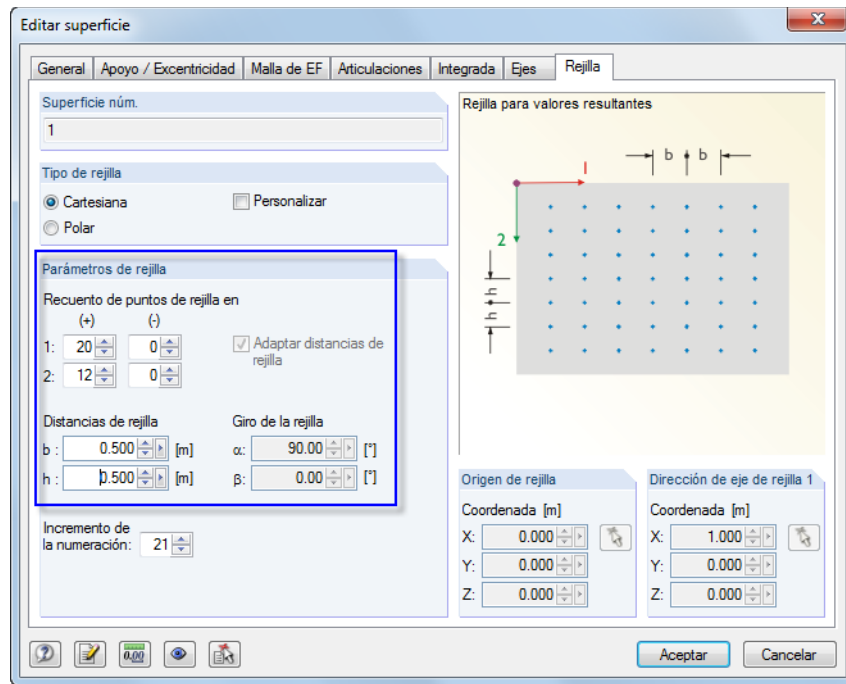 Editar superficie
General Apoyo / Excentricidad Malla de EF Articulaciones Integrada Ejes Rejilla
Superficie núm.
1
Tipo de rejilla
Cartesiana Personalizar
Polar
Parámetros de rejilla
Recuento de puntos de rejilla en
(+) (-)
1: 20 0 Adaptar distancias de rejilla
2: 12 0
Distancias de rejilla Giro de la rejilla
b : 0.500 [m] α: 90.00 [°]
h : 0.500 [m] β: 0.00 [°]
Incremento de
la numeración: 21
Rejilla para valores resultantes
b b
1
2
h
h
Origen de rejilla
Coordenada [m]
X: 0.000
Y: 0.000
Z: 0.000
Dirección de eje de rejilla 1
Coordenada [m]
X: 1.000
Y: 0.000
Z: 0.000
0.00
Aceptar Cancelar